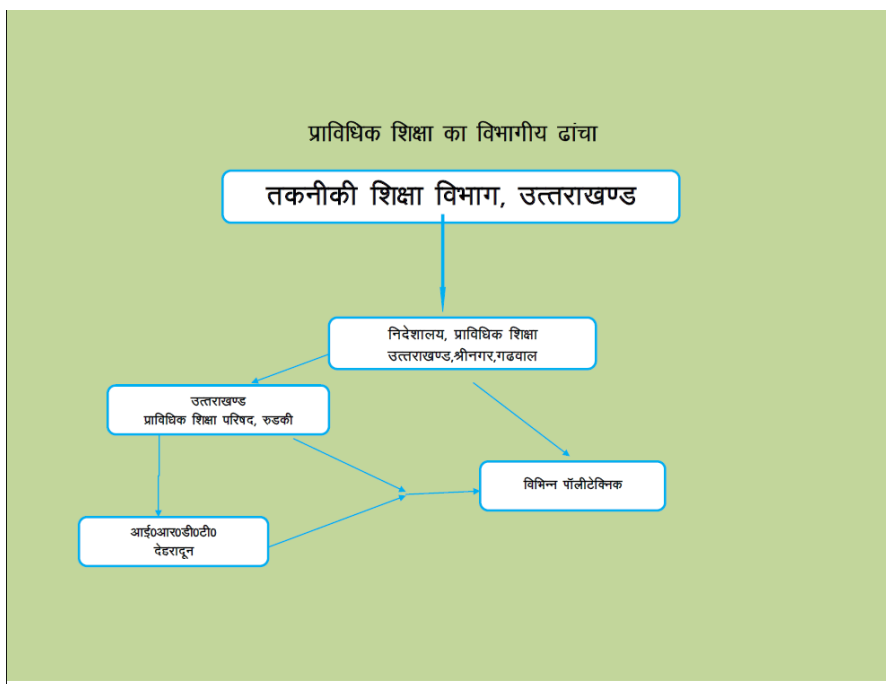 प्राविधिक शिक्षा का विभागीय ढांचा
तकनीकी शिक्षा विभाग, उत्तराखण्ड
निदेशालय, प्राविधिक शिक्षा
उत्तराखण्ड,श्रीनगर,गढवाल
उत्तराखण्ड
प्राविधिक शिक्षा परिषद, रुडकी
विभिन्न पॉलीटेक्निक
आई0आर0डी0टी0
देहरादून